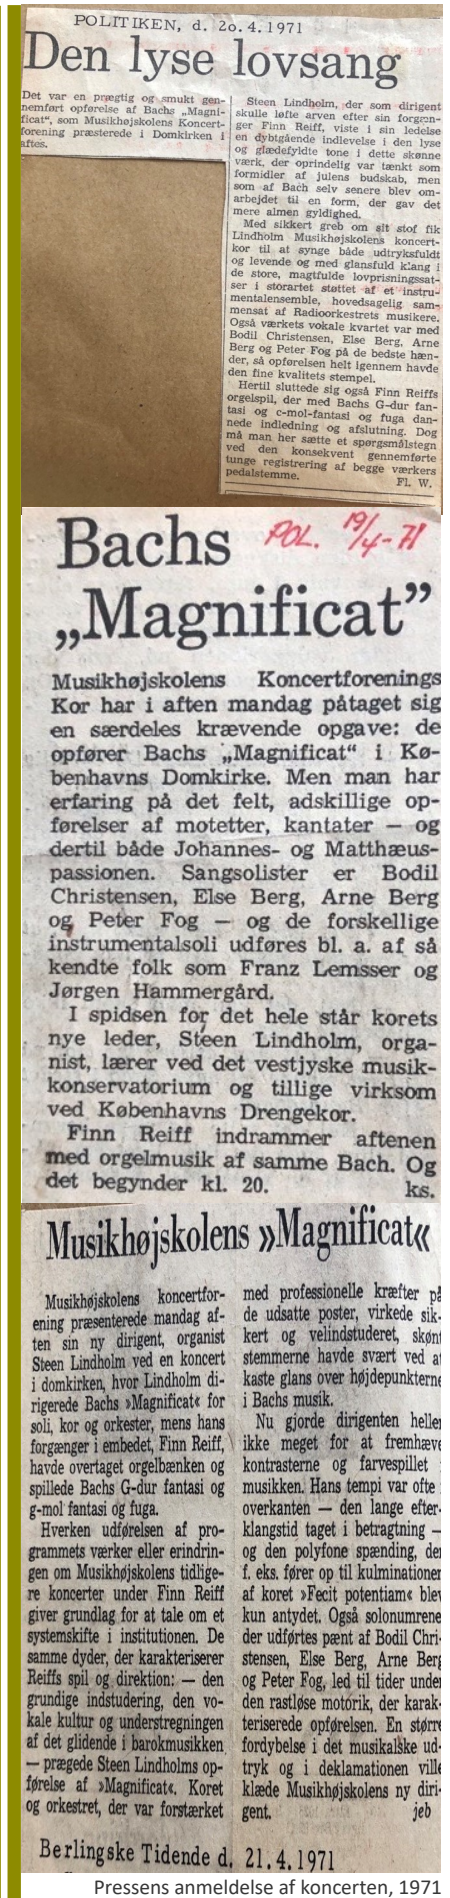 POLITIKEN, d. 2o.4.1971
Den lyse lovsang
Det var en prægtig og smukt gen-
nemført opførelse af Bachs „Magni-
ficat“, som Musikhøjskolens Koncert-
forening præsterede i Domkirken i
aftes.
Steen Lindholm, der som dirigent
skulle løfte arven efter sin forgæn-
ger Finn Reiff, viste i sin ledelse
en dybtgående indlevelse i den lyse
og glædefyldte tone i dette skønne
værk, der oprindelig var tænkt som
formidler af julens budskab, men
som af Bach selv senere blev om-
arbejdet til en form, der gav det
mere almen gyldighed.
Med sikkert greb om sit stof fik
Lindholm Musikhøjskolens koncert-
kor til at synge både udtryksfuldt
og levende og med glansfuld klang i
de store, magtfulde lovprisningssat-
ser i storartet støttet af et instru-
mentalensemble, hovedsagelig sam-
mensat af Radioorkestrets musikere.
Også værkets vokale kvartet var med
Bodil Christensen, Else Berg, Arne
Berg og Peter Fog på de bedste hæn-
der, så opførelsen helt igennem havde
den fine kvalitets stempel.
Hertil sluttede sig også Finn Reiffs
orgelspil, der med Bachs G-dur fan-
tasi og c-mol-fantasi og fuga dan-
nede indledning og afslutning. Dog
må man her sætte et spørgsmålstegn
ved den konsekvent gennemførte
tunge registrering af begge værkers
pedalstemme. Fl. W.
POL. 19/4-71
Bachs
„Magnificat”
Musikhøjskolens Koncertforenings
Kor har i aften mandag påtaget sig
en særdeles krævende opgave: de
opfører Bachs „Magnificat“ i Kø-
benhavns Domkirke. Men man har
erfaring på det felt, adskillige op-
førelser af motetter, kantater — og
dertil både Johannes- og Matthæus-
passionen. Sangsolister er Bodil
Christensen, Else Berg, Arne Berg
og Peter Fog — og de forskellige
instrumentalsoli udføres bl. a. af så
kendte folk som Franz Lemsser og
Jørgen Hammergård.
I spidsen for det hele står korets
nye leder, Steen Lindholm, orga-
nist, lærer ved det vestjyske musik-
konservatorium og tillige virksom
ved Københavns Drengekor.
Finn Reiff indrammer aftenen
med orgelmusik af samme Bach. Og
det begynder kl. 20. ks.
Musikhøjskolens »Magnificat«
Musikhøjskolens koncertfor-
ening præsenterede mandag af-
ten sin ny dirigent, organist
Steen Lindholm ved en koncert
i domkirken, hvor Lindholm di-
rigerede Bachs »Magnificat« for
soli, kor og orkester, mens hans
forgænger i embedet, Finn Reiff,
havde overtaget orgelbænken og
spillede Bachs G-dur fantasi og
g-mol fantasi og fuga.
Hverken udførelsen af pro-
grammets værker eller erindrin-
gen om Musikhøjskolens tidlige-
re koncerter under Finn Reiff
giver grundlag for at tale om et
systemskifte i institutionen. De
samme dyder, der karakteriserer
Reiffs spil og direktion: — den
grundige indstudering, den vo-
kale kultur og understregningen
af det glidende i barokmusikken
— prægede Steen Lindholms op-
førelse af »Magnificat«. Koret
og orkestret, der var forstærket
med professionelle kræfter på
de udsatte poster, virkede sik-
kert og velindstuderet, skønt
stemmerne havde svært ved at
kaste glans over højdepunkterne
i Bachs musik.
Nu gjorde dirigenten heller
ikke meget for at fremhæve
kontrasterne og farvespillet i
musikken. Hans tempi var ofte i
overkanten — den lange efter-
klangstid taget i betragtning —
og den polyfone spænding, der
f. eks. fører op til kulminationen
af koret »Fecit potentiam« blev
kun antydet. Også solonumrene
der udførtes pænt af Bodil Chri-
stensen, Else Berg, Arne Berg
og Peter Fog, led til tider under
den rastløse motorik, der karak-
teriserede opførelsen. En større
fordybelse i det musikalske ud-
tryk og i deklamationen ville
klæde Musikhøjskolens ny diri-
gent. jeb
Berlingske Tidende d. 21.4.1971
Pressens anmeldelse af koncerten, 1971